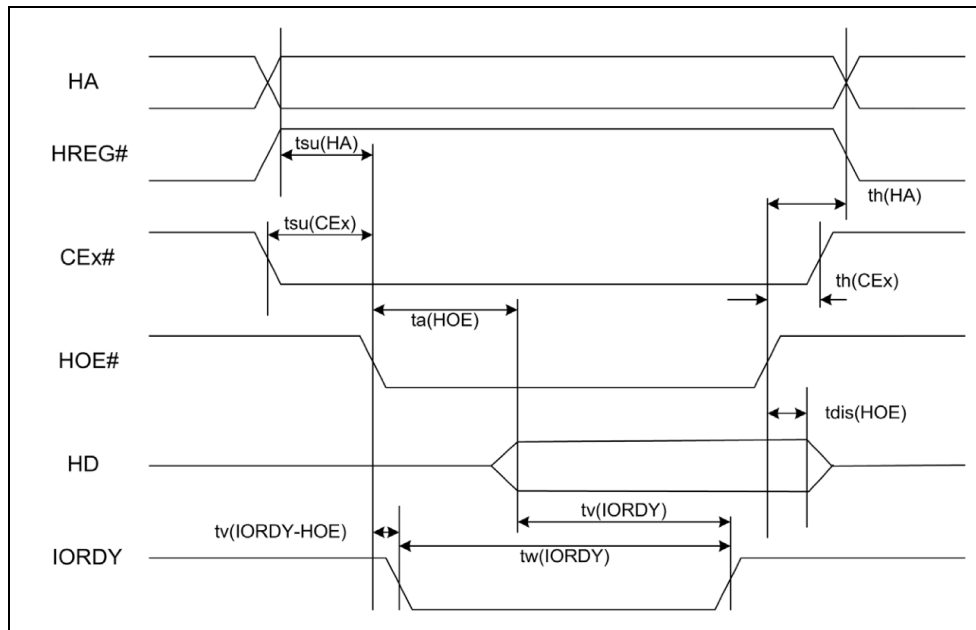 HA
HREG#
tsu(HA)
th(HA)
tsu(CEx)
CEx#
th(CEx)
ta(HOE)
HOE#
tdis(HOE)
HD
tv(IORDY)
tv(IORDY-HOE)
IORDY
tw(IORDY)